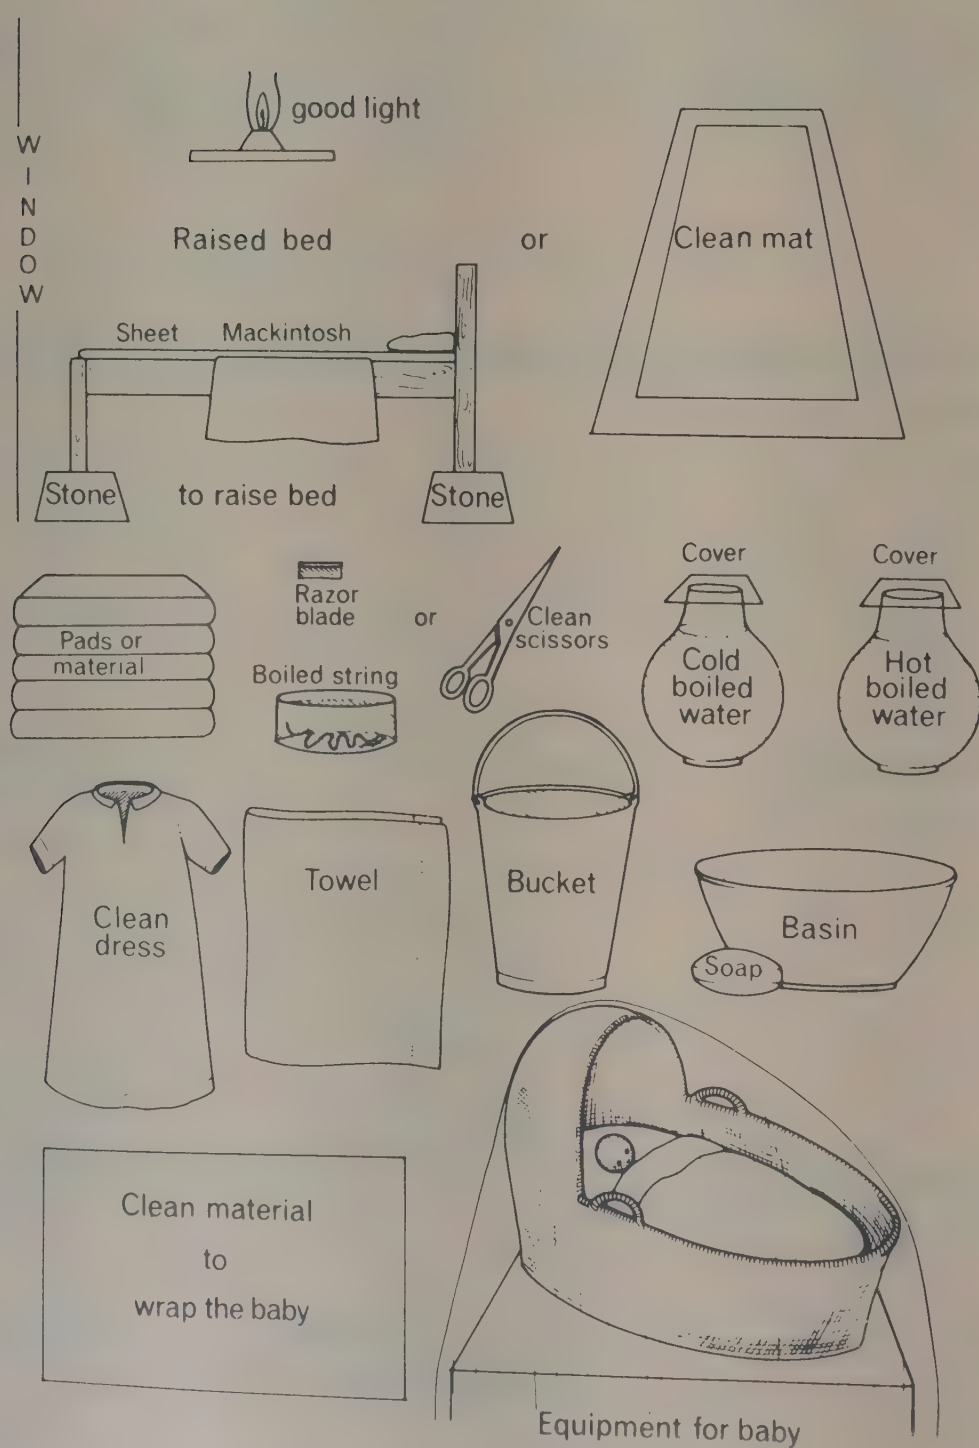 good light
WINDOW
Raised bed
or
Clean mat
Sheet
Mackintosh
Stone
to raise bed
Stone
Pads or
material
Razor
blade
or
Clean
scissors
Boiled string
Cover
Cold
boiled
water
Cover
Hot
boiled
water
Clean
dress
Towel
Bucket
Basin
Soap
Clean material
to
wrap the baby
Equipment for baby